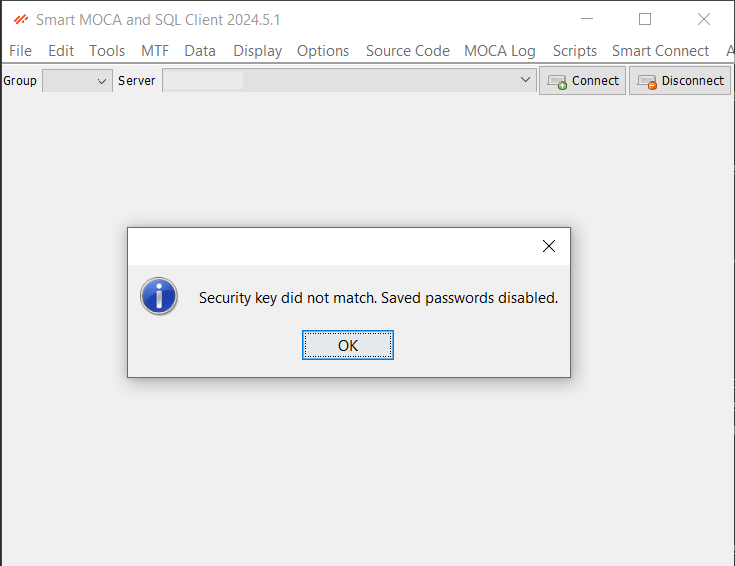 Smart MOCA and SQL Client 2024.5.1
File Edit Tools MTF Data Display Options Source Code MOCA Log Scripts Smart Connect A
Group Server Connect Disconnect
Security key did not match. Saved passwords disabled.
OK